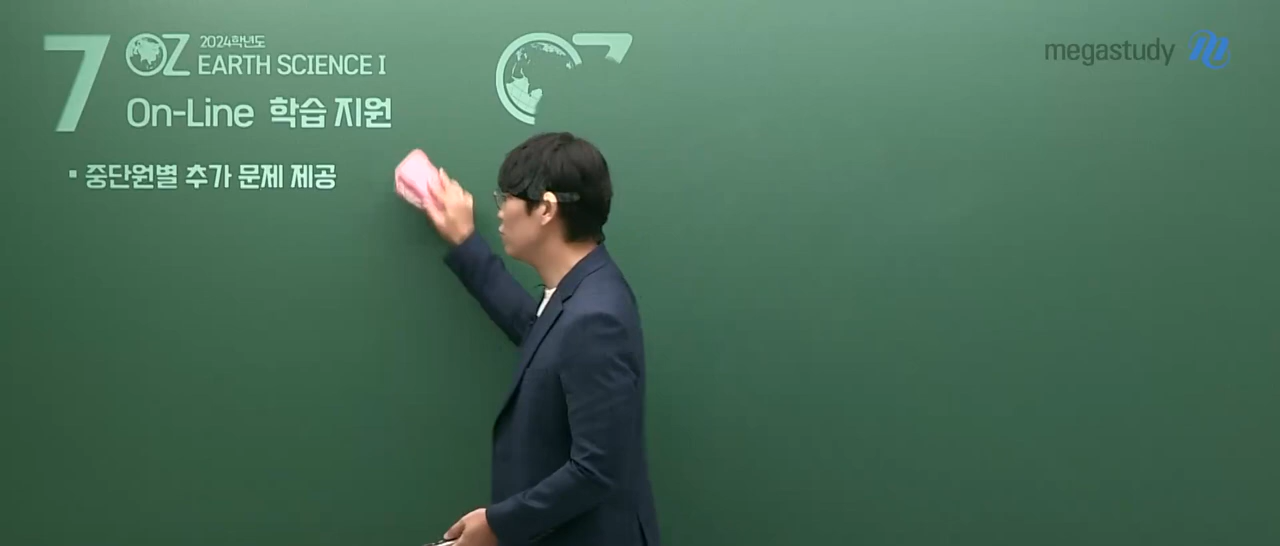 7
OZ 2024학년도
EARTH SCIENCE I
On-Line 학습 지원
▪ 중단원별 추가 문제 제공
megastudy